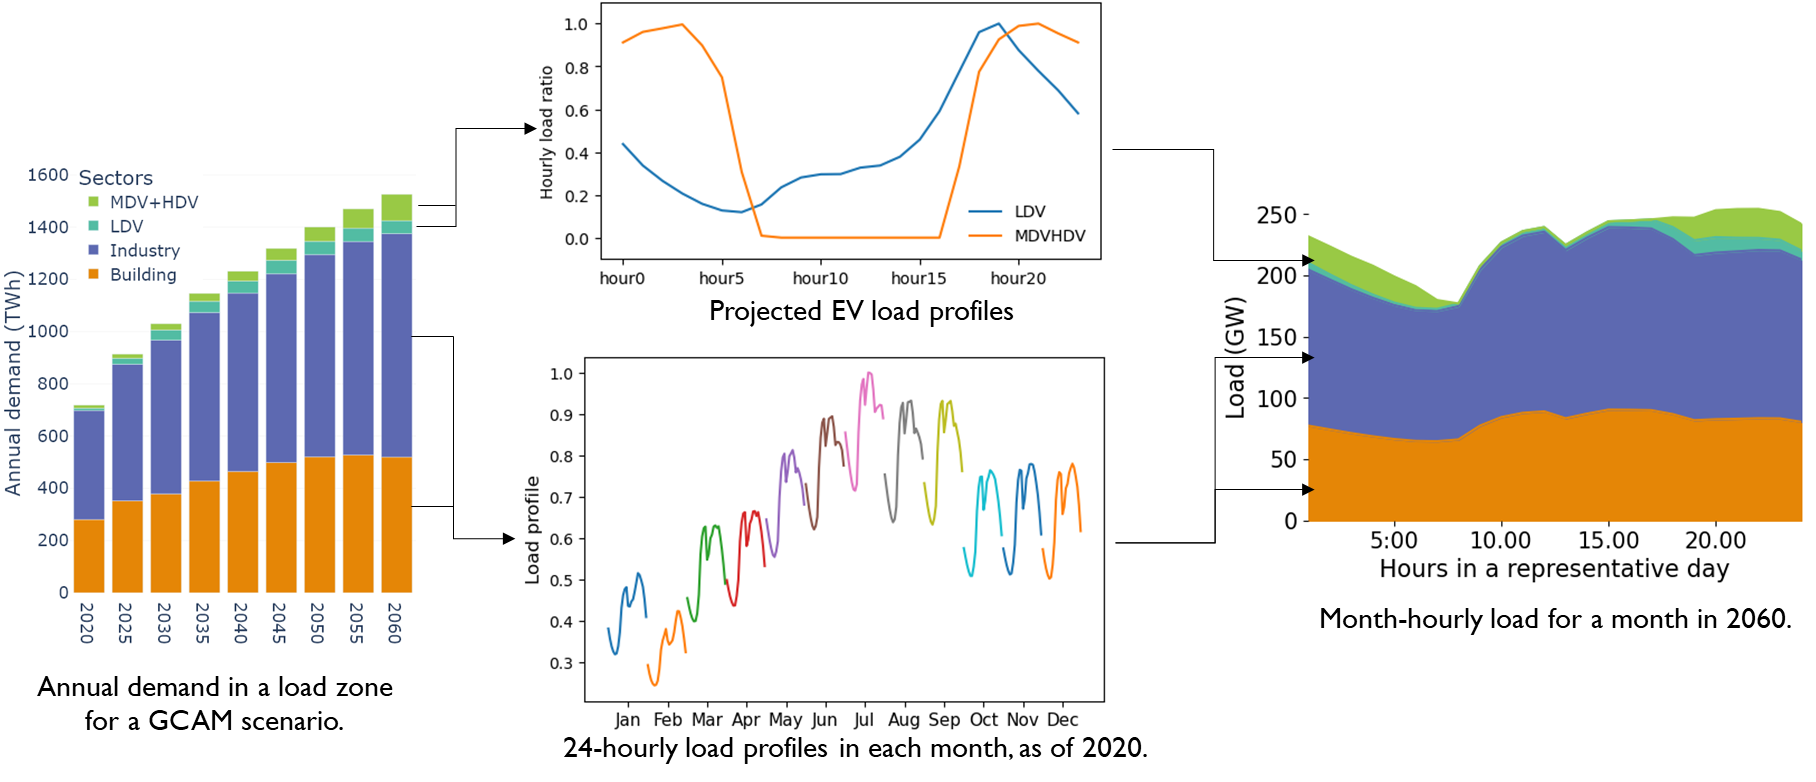 Annual demand (TWh)
1600
1400
1200
1000
800
600
400
200
0
Sectors
MDV+HDV
LDV
Industry
Building
2020
2025
2030
2035
2040
2045
2050
2055
2060
Annual demand in a load zone
for a GCAM scenario.
Hourly load ratio
1.0
0.8
0.6
0.4
0.2
0.0
LDV
MDVHDV
hour0
hour5
hour10
hour15
hour20
Projected EV load profiles
Load profile
1.0
0.9
0.8
0.7
0.6
0.5
0.4
0.3
Jan
Feb
Mar
Apr
May
Jun
Jul
Aug
Sep
Oct
Nov
Dec
24-hourly load profiles in each month, as of 2020.
Load (GW)
250
200
150
100
50
0
5:00
10.00
15.00
20.00
Hours in a representative day
Month-hourly load for a month in 2060.